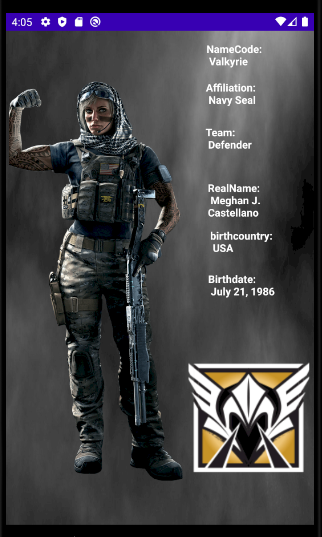 4:05
NameCode:
Valkyrie
Affiliation:
Navy Seal
Team:
Defender
RealName:
Meghan J.
Castellano
birthcountry:
USA
Birthdate:
July 21, 1986